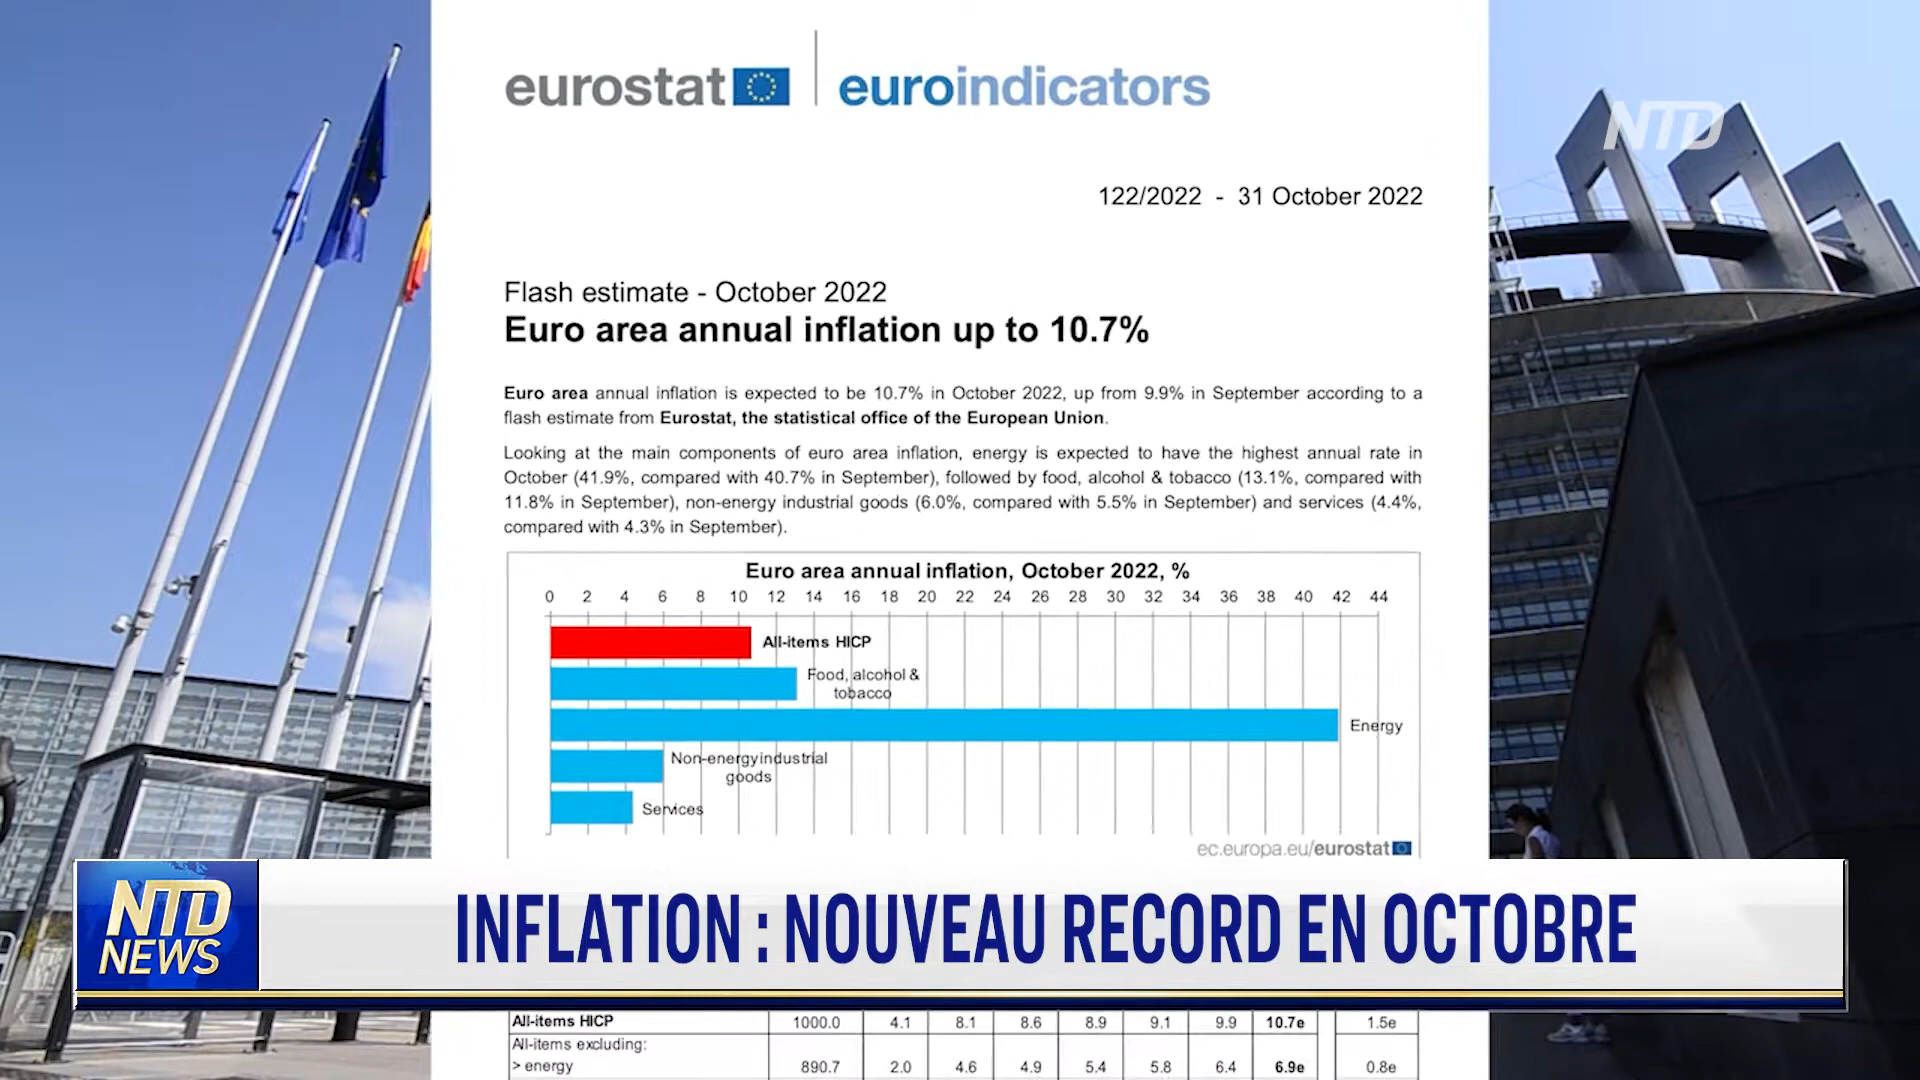 eurostat euroindicators
NTD
122/2022 - 31 October 2022
Flash estimate - October 2022
Euro area annual inflation up to 10.7%
Euro area annual inflation is expected to be 10.7% in October 2022, up from 9.9% in September according to a
flash estimate from Eurostat, the statistical office of the European Union.
Looking at the main components of euro area inflation, energy is expected to have the highest annual rate in
October (41.9%, compared with 40.7% in September), followed by food, alcohol & tobacco (13.1%, compared with
11.8% in September), non-energy industrial goods (6.0%, compared with 5.5% in September) and services (4.4%,
compared with 4.3% in September).
Euro area annual inflation, October 2022, %
0 2 4 6 8 10 12 14 16 18 20 22 24 26 28 30 32 34 36 38 40 42 44
All-items HICP
Food, alcohol &
tobacco
Energy
Non-energy industrial
goods
Services
ec.europa.eu/eurostat
NTD
NEWS
INFLATION : NOUVEAU RECORD EN OCTOBRE
All-items HICP 1000.0 4.1 8.1 8.6 8.9 9.1 9.9 10.7e 1.5e
All-items excluding:
> energy 890.7 2.0 4.6 4.9 5.4 5.8 6.4 6.9e 0.8e